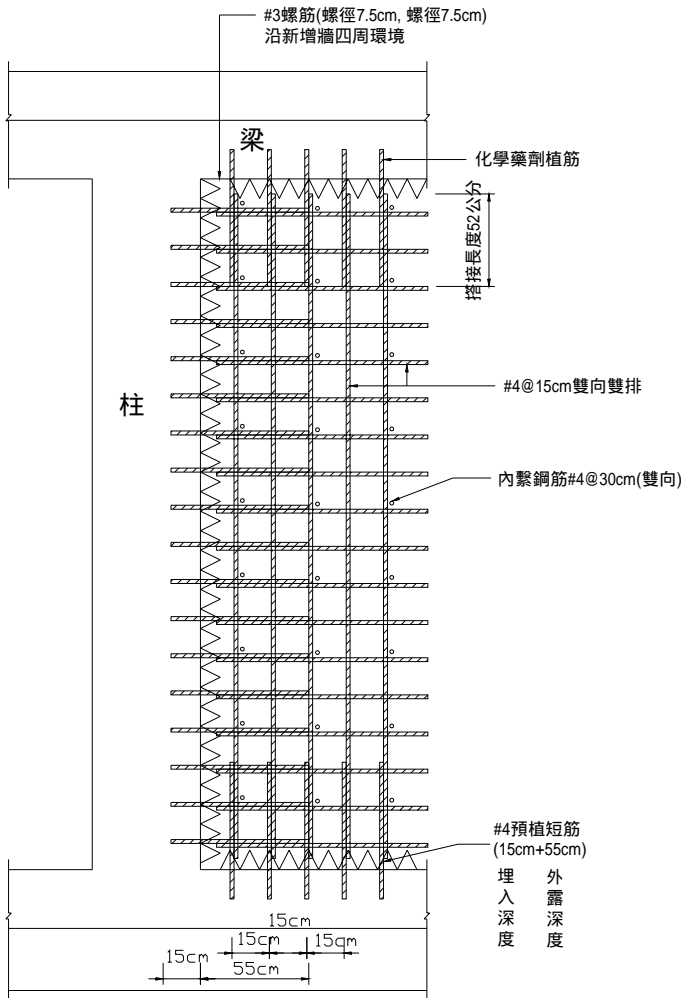 #3螺筋(螺徑7.5cm, 螺徑7.5cm)
沿新增牆四周環境
梁
化學藥劑植筋
搭接長度52公分
#4@15cm雙向雙排
柱
內繫鋼筋#4@30cm(雙向)
#4預植短筋
(15cm+55cm)
埋入深度
外露深度
15cm
15cm
15cm
15cm
55cm